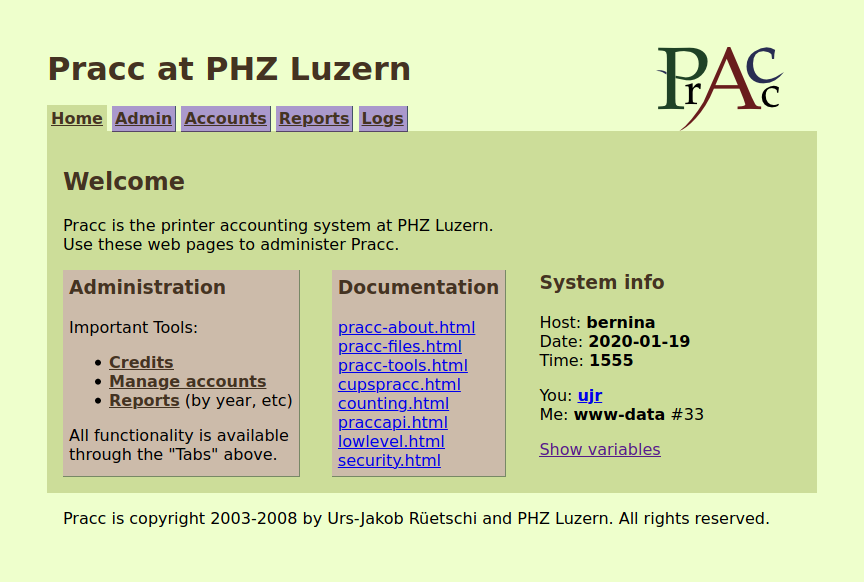 Pracc at PHZ Luzern
PrAcc
Home Admin Accounts Reports Logs
Welcome
Pracc is the printer accounting system at PHZ Luzern.
Use these web pages to administer Pracc.
Administration
Important Tools:
• Credits
• Manage accounts
• Reports (by year, etc)
All functionality is available
through the "Tabs" above.
Documentation
pracc-about.html
pracc-files.html
pracc-tools.html
cupspracc.html
counting.html
praccapi.html
lowlevel.html
security.html
System info
Host: bernina
Date: 2020-01-19
Time: 1555
You: ujr
Me: www-data #33
Show variables
Pracc is copyright 2003-2008 by Urs-Jakob Rüetschi and PHZ Luzern. All rights reserved.